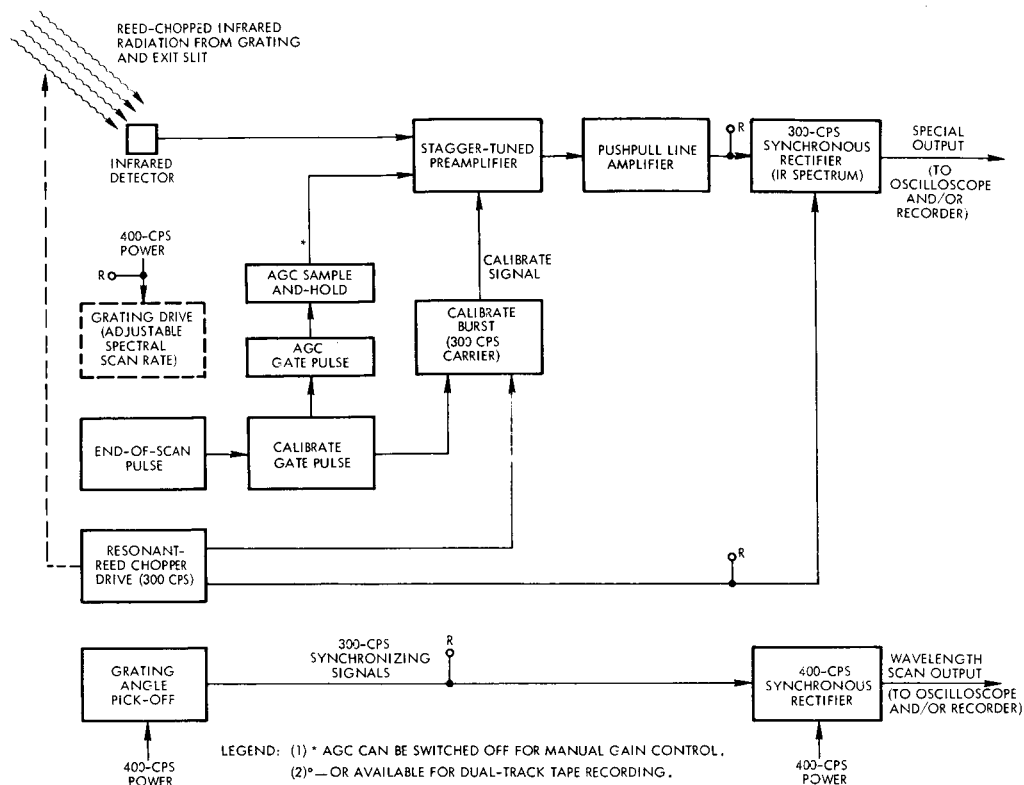 REED-CHOPPED INFRARED
RADIATION FROM GRATING
AND EXIT SLIT
INFRARED
DETECTOR
STAGGER-TUNED
PREAMPLIFIER
PUSHPULL LINE
AMPLIFIER
R
300-CPS
SYNCHRONOUS
RECTIFIER
(IR SPECTRUM)
SPECIAL
OUTPUT
(TO
OSCILLOSCOPE
AND/OR
RECORDER)
400-CPS
POWER
R
GRATING DRIVE
(ADJUSTABLE
SPECTRAL
SCAN RATE)
*
AGC SAMPLE
AND-HOLD
AGC
GATE PULSE
CALIBRATE
SIGNAL
CALIBRATE
BURST
(300 CPS
CARRIER)
END-OF-SCAN
PULSE
CALIBRATE
GATE PULSE
RESONANT-
REED CHOPPER
DRIVE (300 CPS)
R
GRATING
ANGLE
PICK-OFF
300-CPS
SYNCHRONIZING
SIGNALS
R
400-CPS
SYNCHRONOUS
RECTIFIER
WAVELENGTH
SCAN OUTPUT
(TO OSCILLOSCOPE
AND/OR RECORDER)
400-CPS
POWER
LEGEND: (1) * AGC CAN BE SWITCHED OFF FOR MANUAL GAIN CONTROL.
(2)°—OR AVAILABLE FOR DUAL-TRACK TAPE RECORDING.
400-CPS
POWER